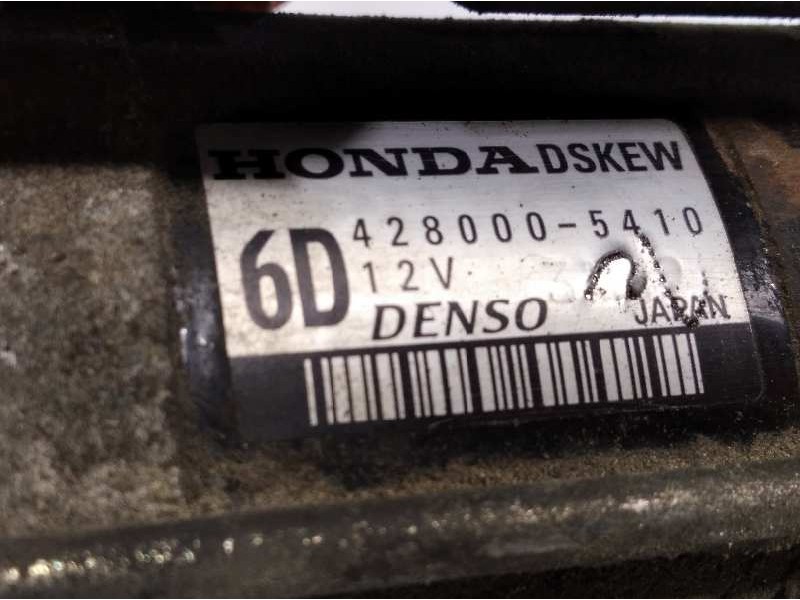 HONDA DSKEW
6D 428000-5410
12V
DENSO JAPAN